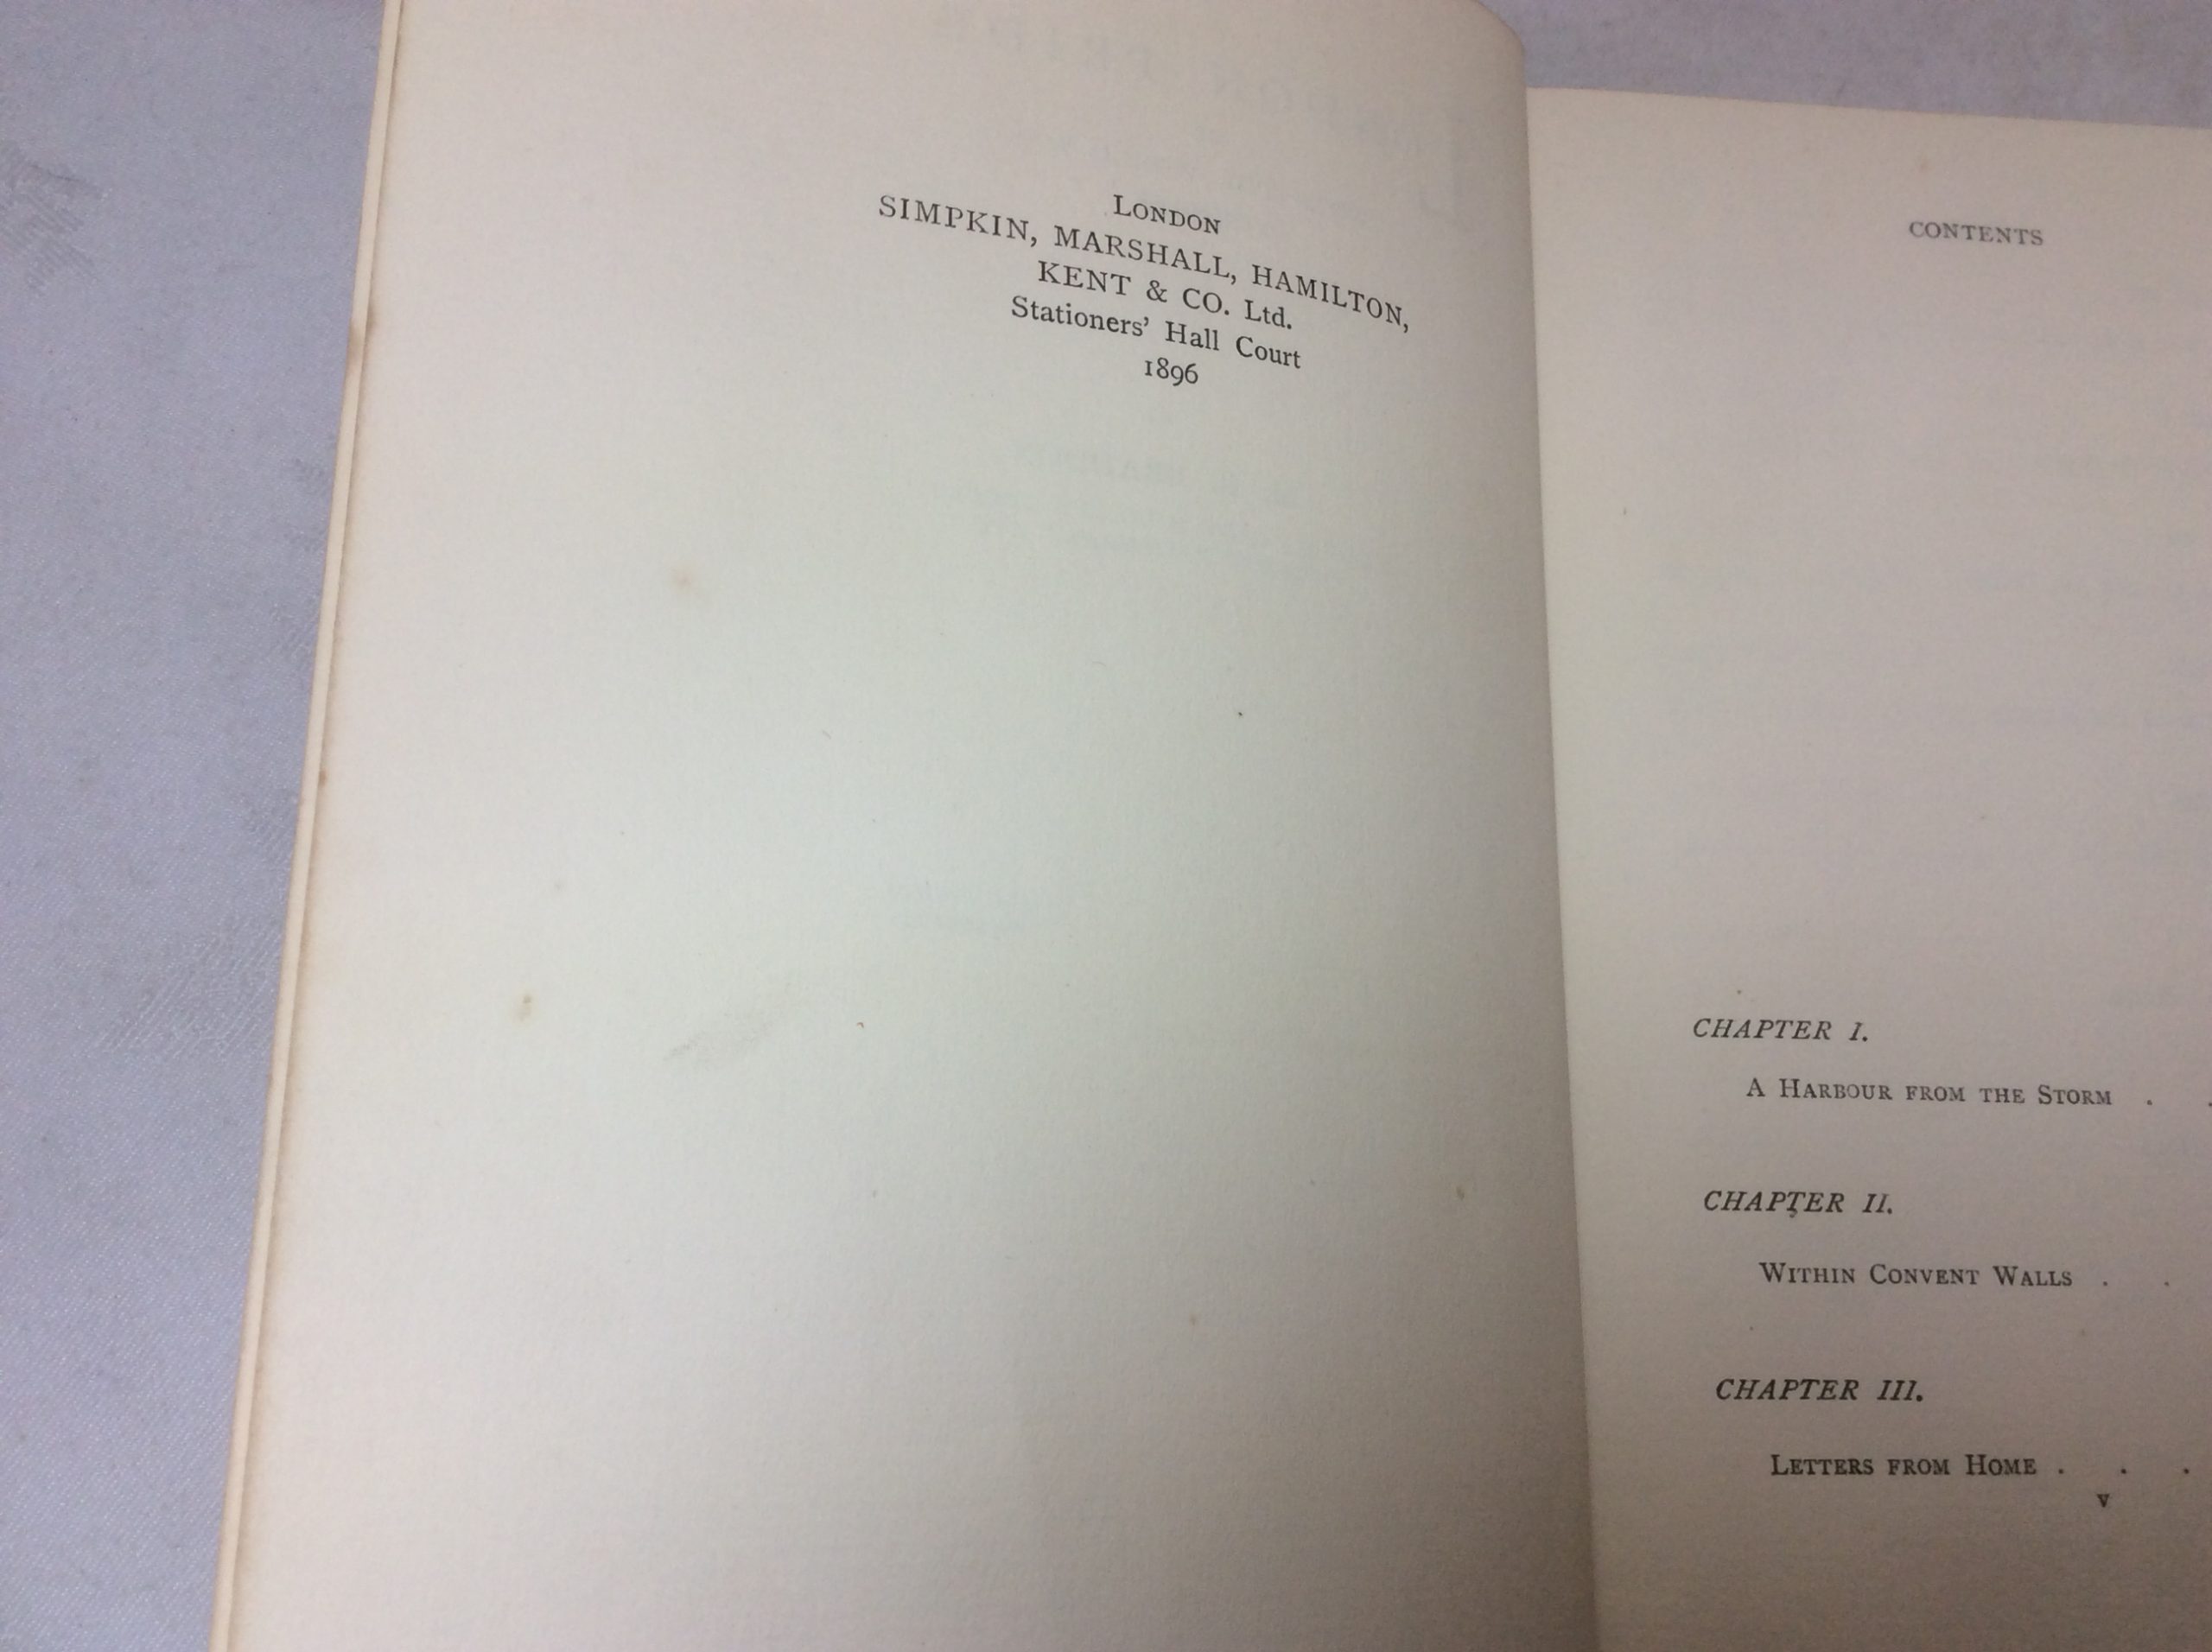 London
SIMPKIN, MARSHALL, HAMILTON,
KENT & CO. Ltd.
Stationers' Hall Court
1896
CONTENTS
CHAPTER I.
A Harbour from the Storm . .
CHAPTER II.
Within Convent Walls . .
CHAPTER III.
Letters from Home . . .
v